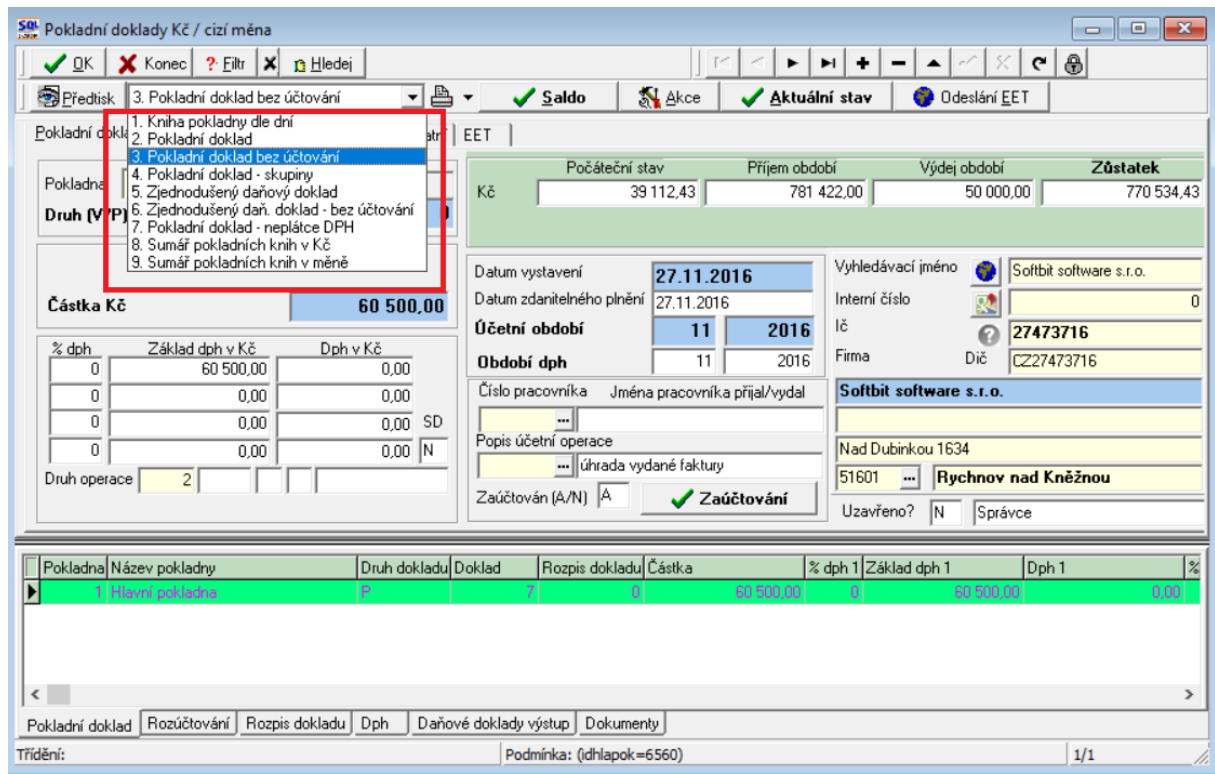 SQL Pokladní doklady Kč / cizí měna
OK Konec Filtr Hledej
Předtisk 3. Pokladní doklad bez účtování Saldo Akce Aktuální stav Odeslání EET
1. Kniha pokladny dle dní
2. Pokladní doklad
3. Pokladní doklad bez účtování
4. Pokladní doklad - skupiny
5. Zjednodušený daňový doklad
6. Zjednodušený daň. doklad - bez účtování
7. Pokladní doklad - neplátce DPH
8. Sumář pokladních knih v Kč
9. Sumář pokladních knih v měně
EET
Pokladna
Druh (V/P)
Počáteční stav Příjem období Výdej období Zůstatek
Kč 39 112,43 781 422,00 50 000,00 770 534,43
Částka Kč 60 500,00
% dph Základ dph v Kč Dph v Kč
0 60 500,00 0,00
0 0,00 0,00
0 0,00 0,00 SD
0 0,00 0,00 N
Druh operace 2
Datum vystavení 27.11.2016
Datum zdanitelného plnění 27.11.2016
Účetní období 11 2016
Období dph 11 2016
Číslo pracovníka Jména pracovníka přijal/vydal
...
Popis účetní operace
... úhrada vydané faktury
Zaúčtován (A/N) A Zaúčtování
Vyhledávací jméno Softbit software s.r.o.
Interní číslo 0
Ič 27473716
Firma Dič CZ27473716
Softbit software s.r.o.
Nad Dubinkou 1634
51601 ... Rychnov nad Kněžnou
Uzavřeno? N Správce
Pokladna Název pokladny Druh dokladu Doklad Rozpis dokladu Částka % dph 1 Základ dph 1 Dph 1 %
1 Hlavní pokladna P 7 0 60 500,00 0 60 500,00 0,00
Pokladní doklad Rozúčtování Rozpis dokladu Dph Daňové doklady výstup Dokumenty
Třídění: Podmínka: (idhlapok=6560) 1/1